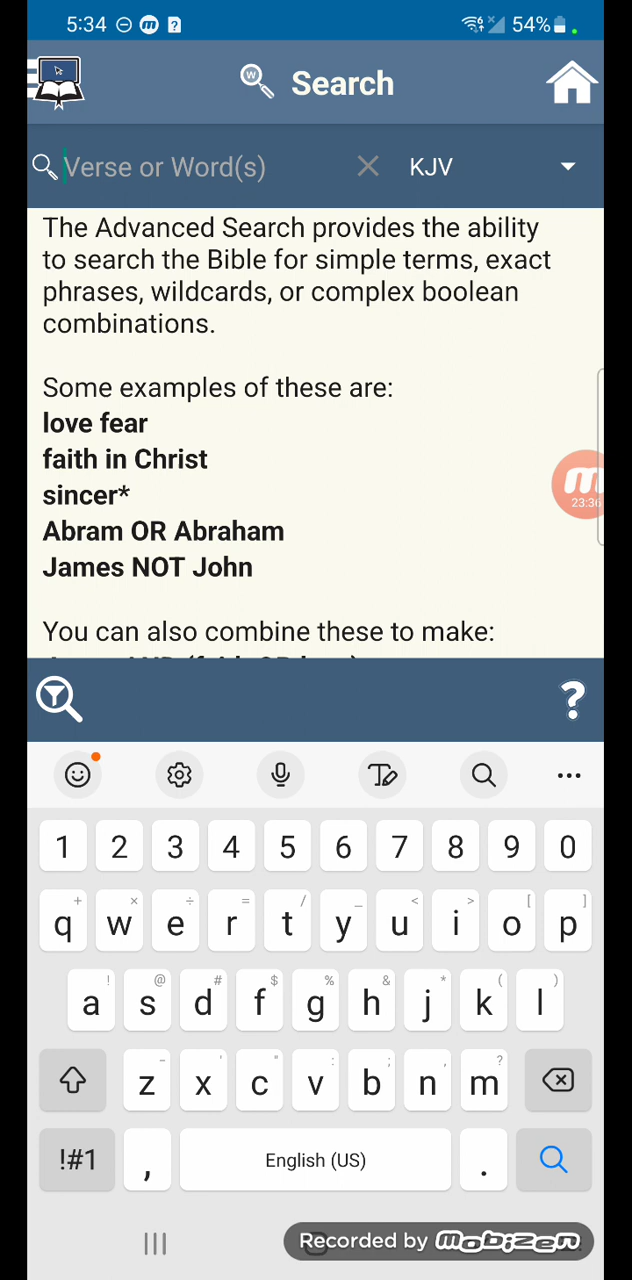 5:34 m ? 54%
W Search
Verse or Word(s) KJV
The Advanced Search provides the ability
to search the Bible for simple terms, exact
phrases, wildcards, or complex boolean
combinations.
Some examples of these are:
love fear
faith in Christ
sincer*
Abram OR Abraham
James NOT John
m
23:36
You can also combine these to make:
?
1 2 3 4 5 6 7 8 9 0
+ × ÷ = / _ < > [ ]
q w e r t y u i o p
! @ # $ % & * ( )
a s d f g h j k l
- ' " : ; , ?
z x c v b n m
!#1 , English (US) .
Recorded by mobizen